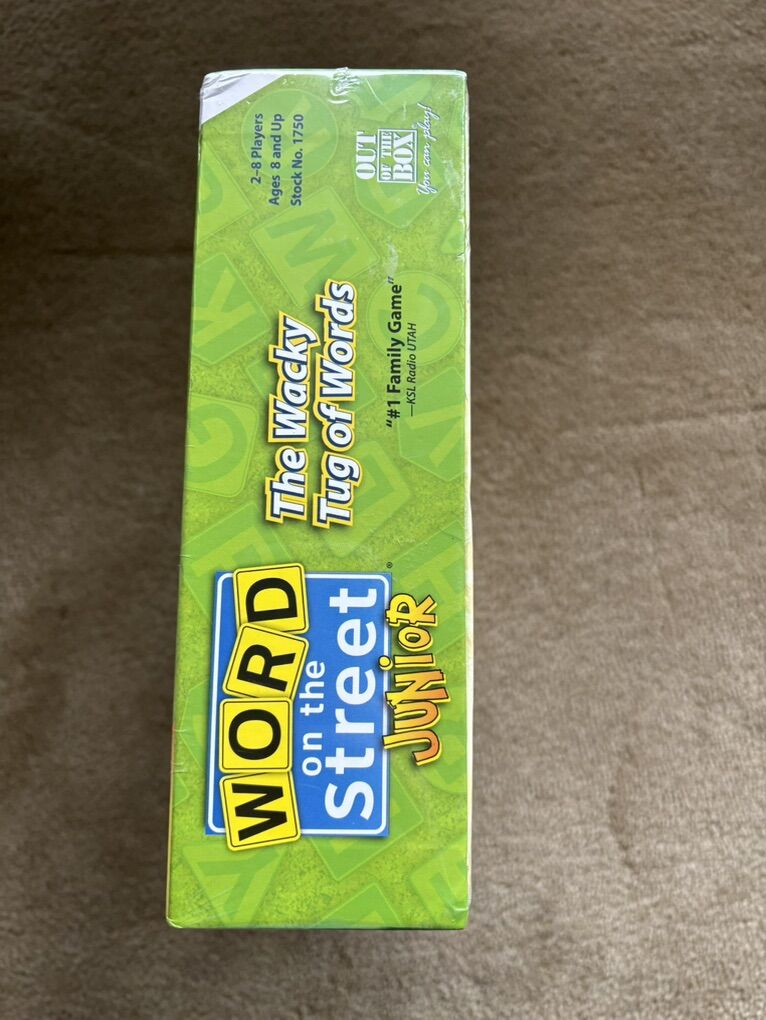 WORD
on the
Street
®
JUNiOR
The Wacky
Tug of Words
"#1 Family Game"
—KSL Radio UTAH
2–8 Players
Ages 8 and Up
Stock No. 1750
OUT
OF THE
BOX
You can play!